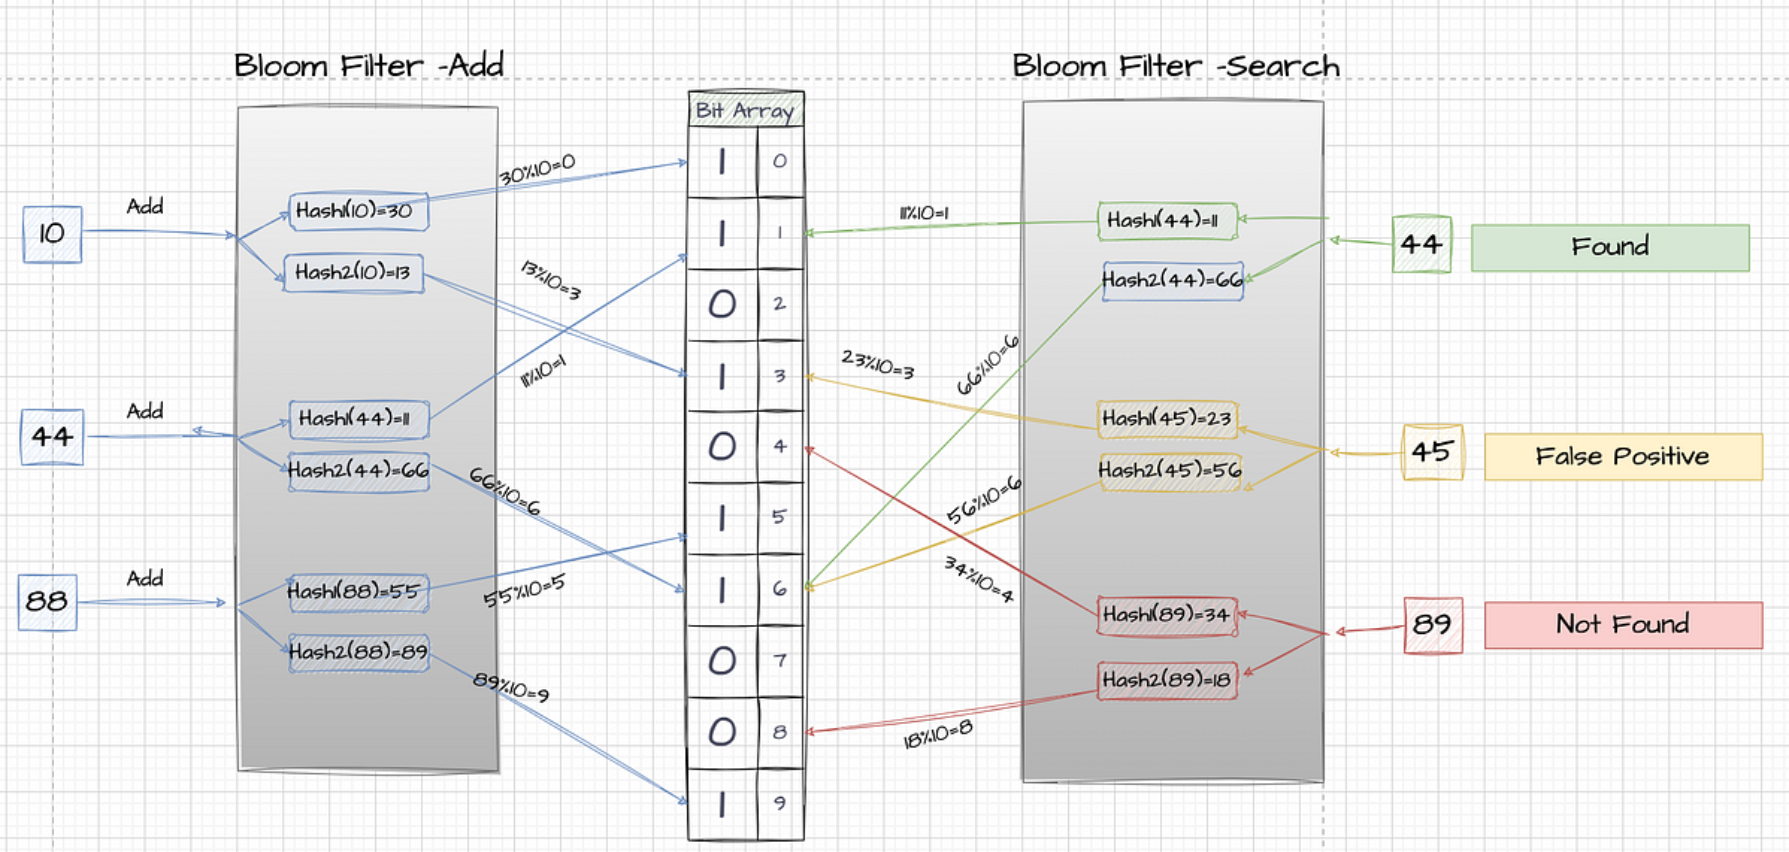 Bloom Filter -Add
10
Add
Hash1(10)=30
Hash2(10)=13
44
Add
Hash1(44)=11
Hash2(44)=66
88
Add
Hash1(88)=55
Hash2(88)=89
30%10=0
13%10=3
11%10=1
66%10=6
55%10=5
89%10=9
Bit Array
1 0
1 1
0 2
1 3
0 4
1 5
1 6
0 7
0 8
1 9
Bloom Filter -Search
11%10=1
23%10=3
66%10=6
56%10=6
34%10=4
18%10=8
Hash1(44)=11
Hash2(44)=66
44
Found
Hash1(45)=23
Hash2(45)=56
45
False Positive
Hash1(89)=34
Hash2(89)=18
89
Not Found